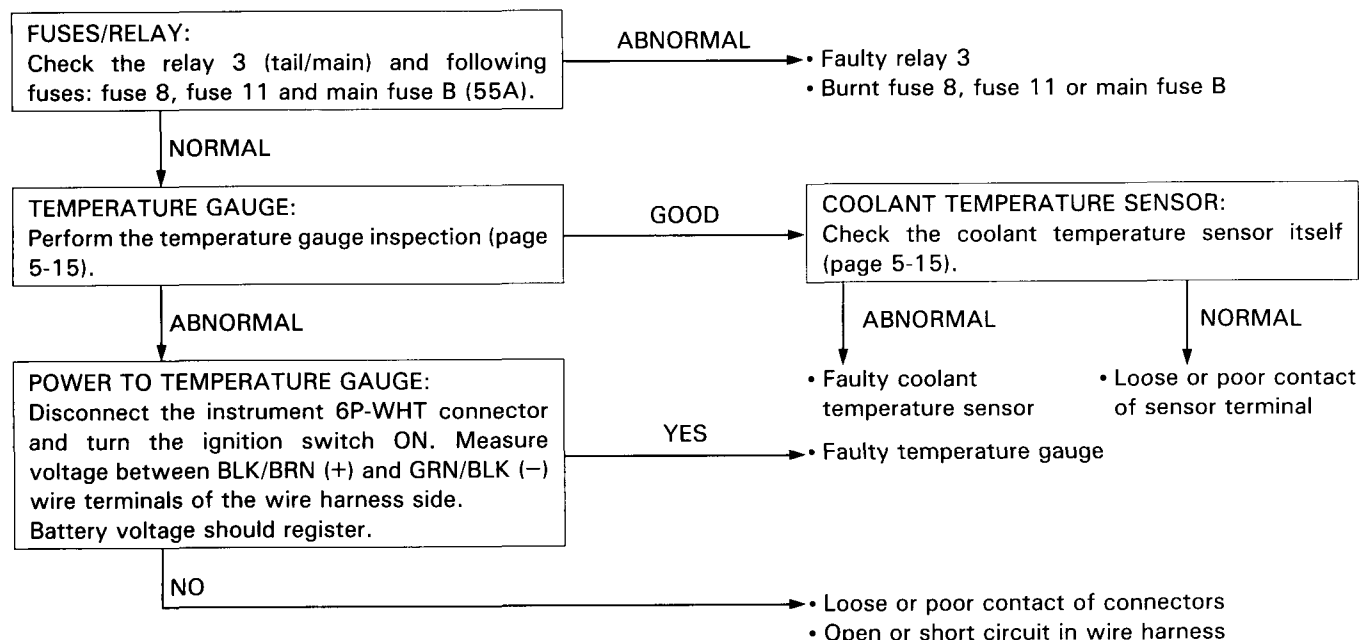 FUSES/RELAY:
Check the relay 3 (tail/main) and following
fuses: fuse 8, fuse 11 and main fuse B (55A).
ABNORMAL
• Faulty relay 3
• Burnt fuse 8, fuse 11 or main fuse B
NORMAL
TEMPERATURE GAUGE:
Perform the temperature gauge inspection (page
5-15).
GOOD
COOLANT TEMPERATURE SENSOR:
Check the coolant temperature sensor itself
(page 5-15).
ABNORMAL
ABNORMAL
NORMAL
• Faulty coolant
temperature sensor
• Loose or poor contact
of sensor terminal
POWER TO TEMPERATURE GAUGE:
Disconnect the instrument 6P-WHT connector
and turn the ignition switch ON. Measure
voltage between BLK/BRN (+) and GRN/BLK (−)
wire terminals of the wire harness side.
Battery voltage should register.
YES
• Faulty temperature gauge
NO
• Loose or poor contact of connectors
• Open or short circuit in wire harness